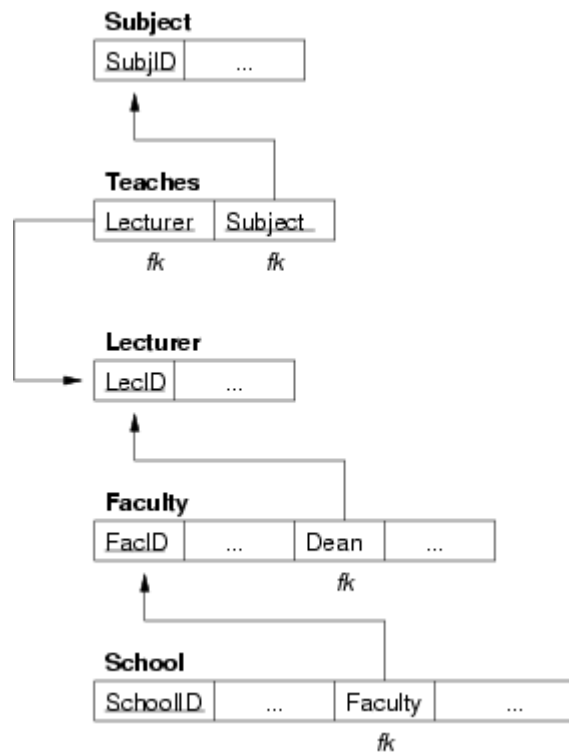 Subject
SubjID ...
Teaches
Lecturer Subject
fk fk
Lecturer
LecID ...
Faculty
FacID ... Dean ...
fk
School
SchoolID ... Faculty ...
fk